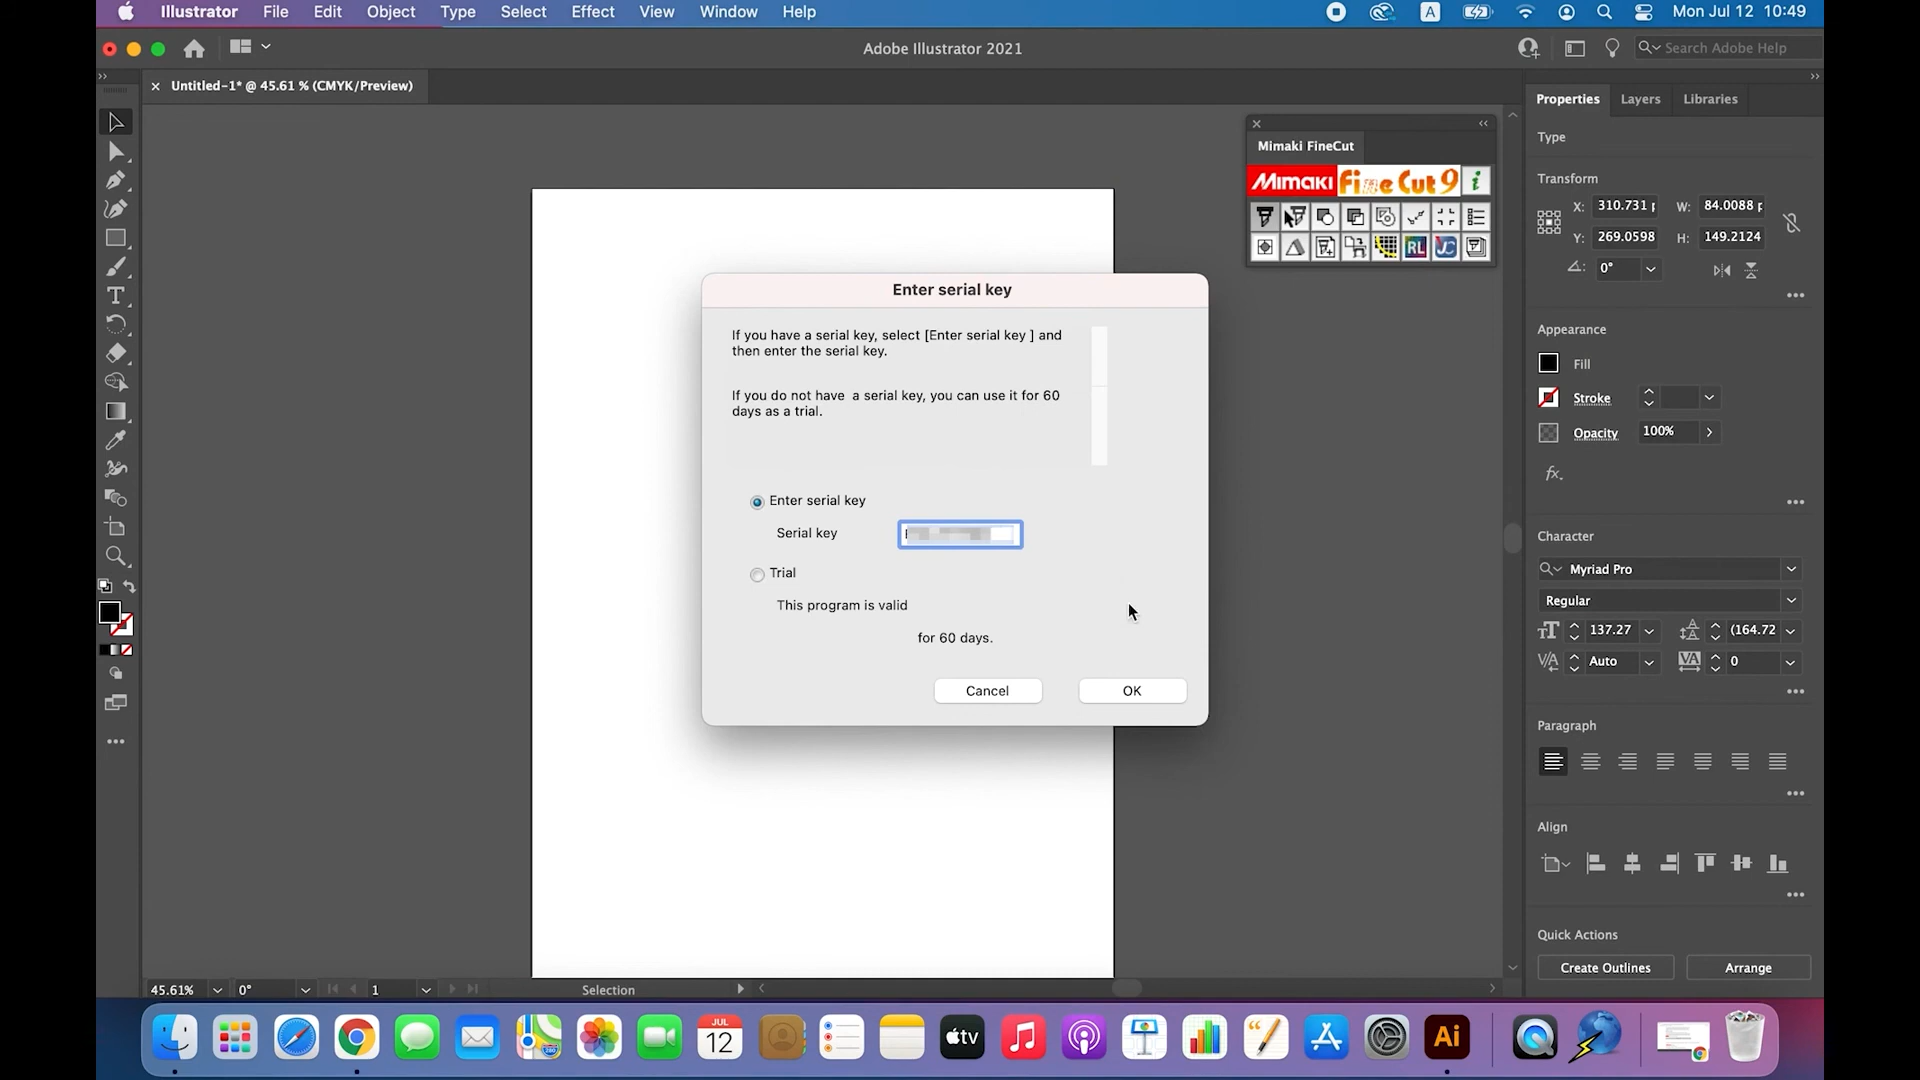 Illustrator File Edit Object Type Select Effect View Window Help
A
Mon Jul 12 10:49
Adobe Illustrator 2021
Search Adobe Help
Untitled-1* @ 45.61 % (CMYK/Preview)
Mimaki FineCut
Mimaki Fine Cut 9 i
RL
JC
Enter serial key
If you have a serial key, select [Enter serial key ] and
then enter the serial key.
If you do not have a serial key, you can use it for 60
days as a trial.
Enter serial key
Serial key
Trial
This program is valid
for 60 days.
Cancel OK
Properties Layers Libraries
Type
Transform
X: 310.731 W: 84.0088
Y: 269.0598 H: 149.2124
0°
Appearance
Fill
Stroke
Opacity 100%
fx.
Character
Myriad Pro
Regular
137.27 (164.72
Auto 0
Paragraph
Align
Quick Actions
Create Outlines Arrange
45.61% 0° 1 Selection
JUL
12
tv
Ai